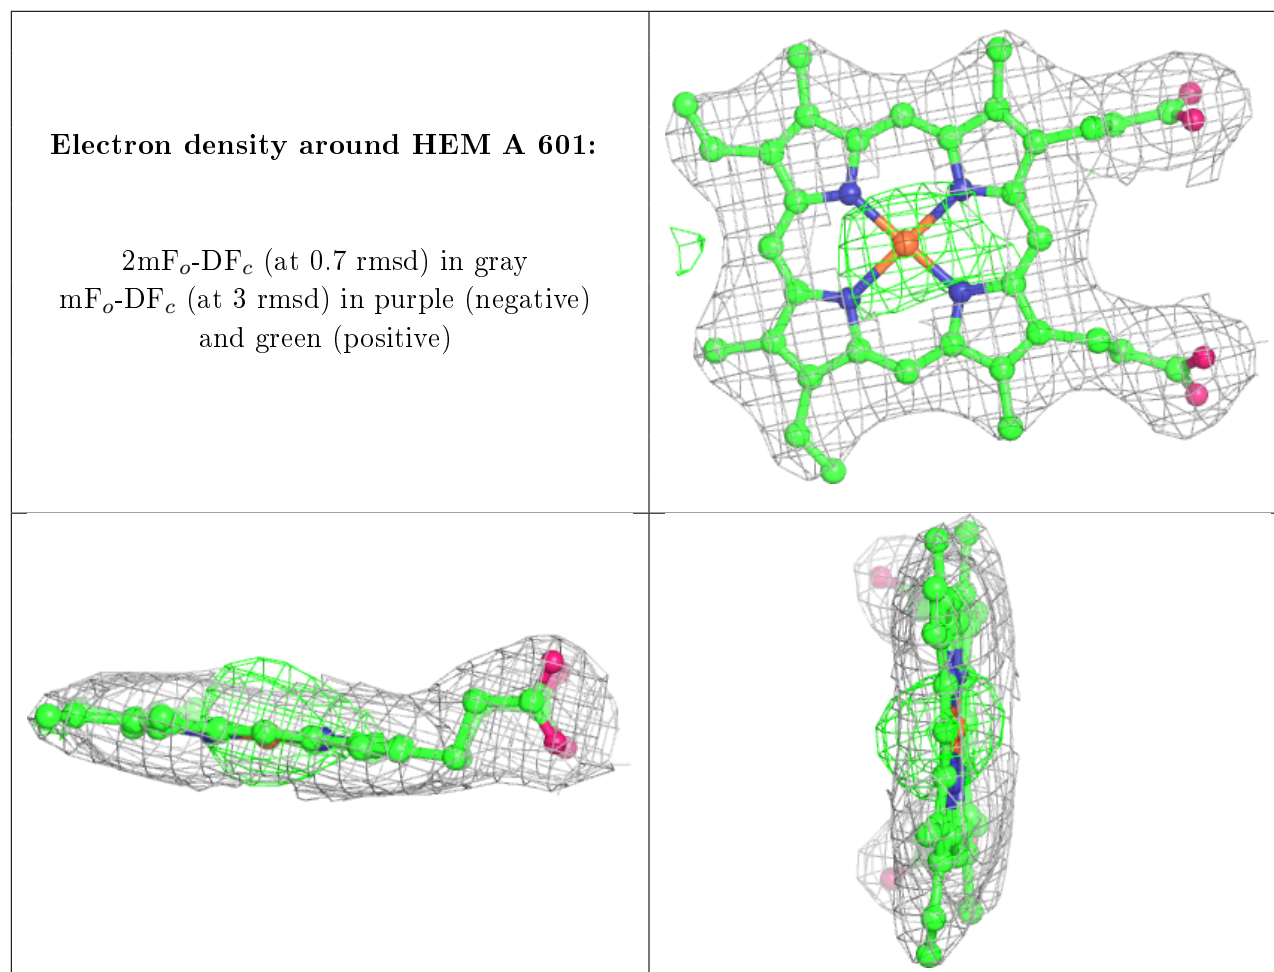 Electron density around HEM A 601:
2mFo-DFc (at 0.7 rmsd) in gray
mFo-DFc (at 3 rmsd) in purple (negative)
and green (positive)